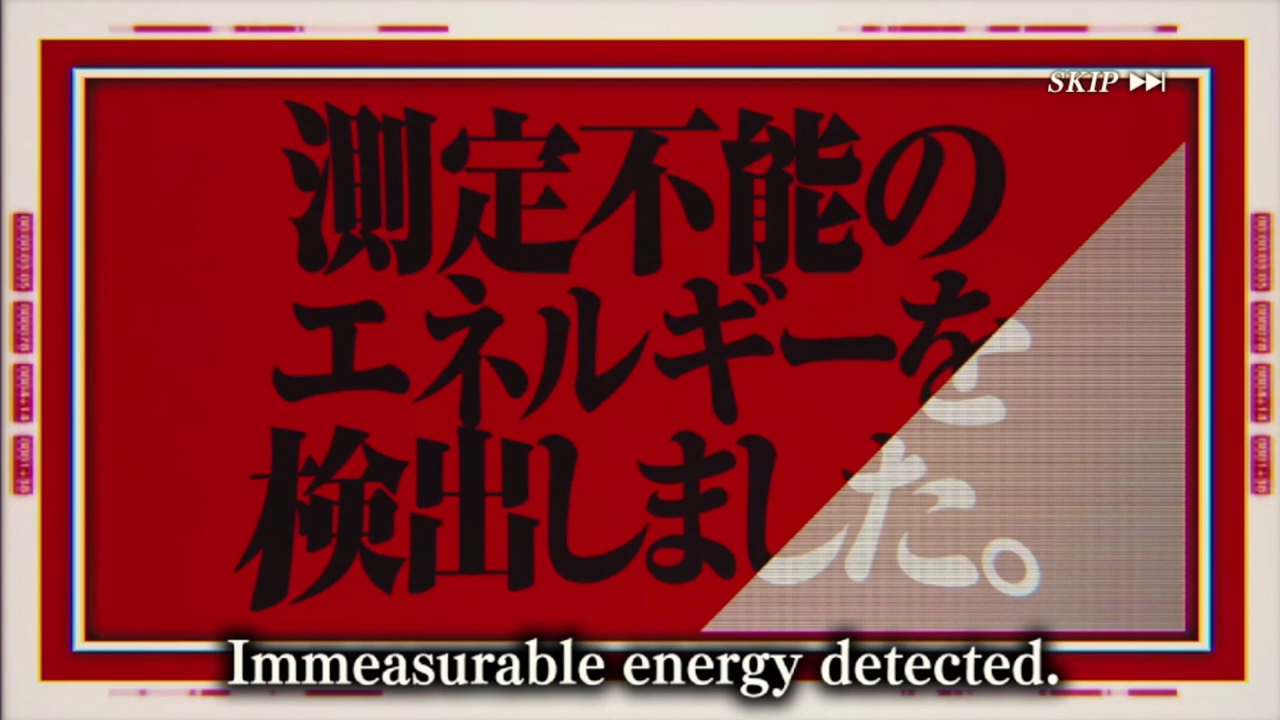 SKIP
測定不能の
エネルギーを
検出しました。
Immeasurable energy detected.